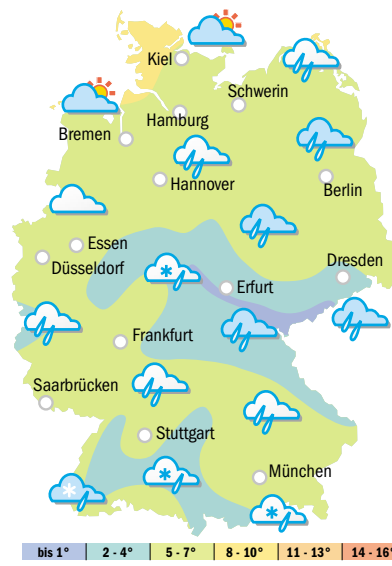 Kiel
Schwerin
Hamburg
Bremen
Hannover
Berlin
Essen
Düsseldorf
Dresden
Erfurt
Frankfurt
Saarbrücken
Stuttgart
München
bis 1° 2 - 4° 5 - 7° 8 - 10° 11 - 13° 14 - 16°